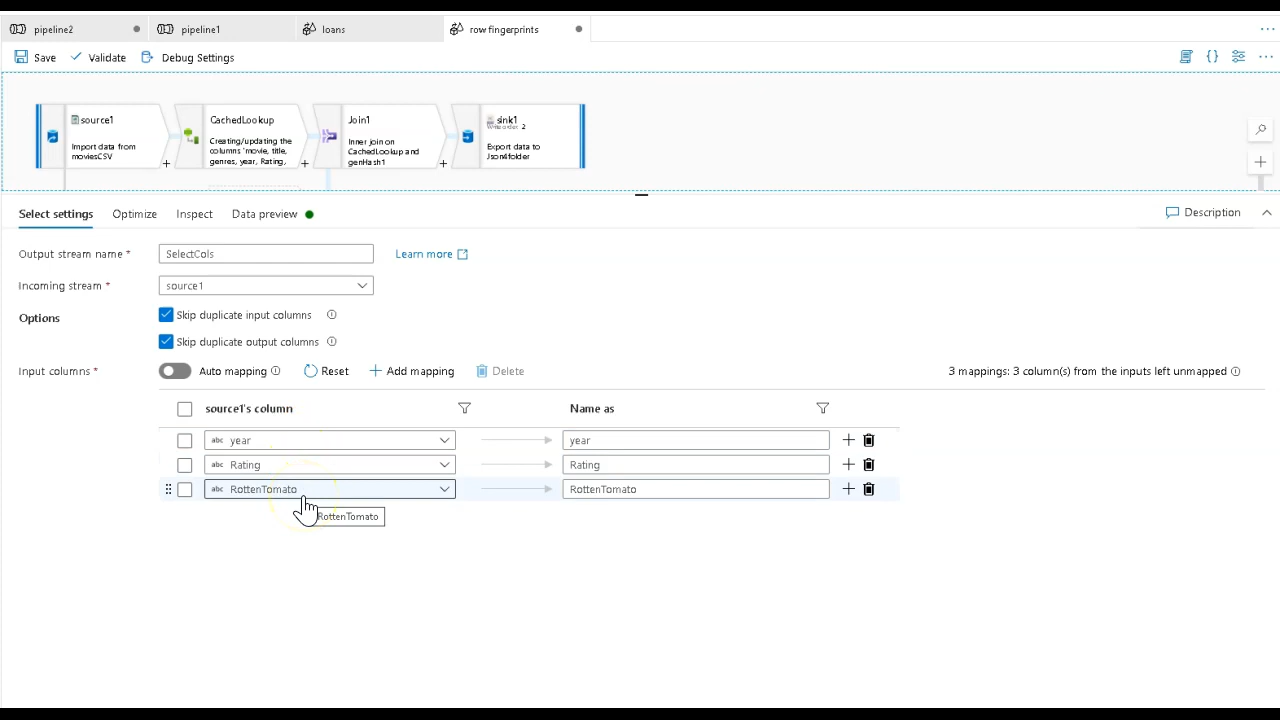 pipeline2
pipeline1
loans
row fingerprints
Save
Validate
Debug Settings
source1
Import data from
moviesCSV
CachedLookup
Creating/updating the
columns 'movie, title,
genres, year, Rating,
Join1
Inner join on
CachedLookup and
genHash1
sink1
Write order 2
Export data to
Json4folder
Select settings
Optimize
Inspect
Data preview
Description
Output stream name *
SelectCols
Learn more
Incoming stream *
source1
Options
Skip duplicate input columns
Skip duplicate output columns
Input columns *
Auto mapping
Reset
Add mapping
Delete
3 mappings: 3 column(s) from the inputs left unmapped
source1's column
Name as
abc year
year
abc Rating
Rating
abc RottenTomato
RottenTomato
RottenTomato